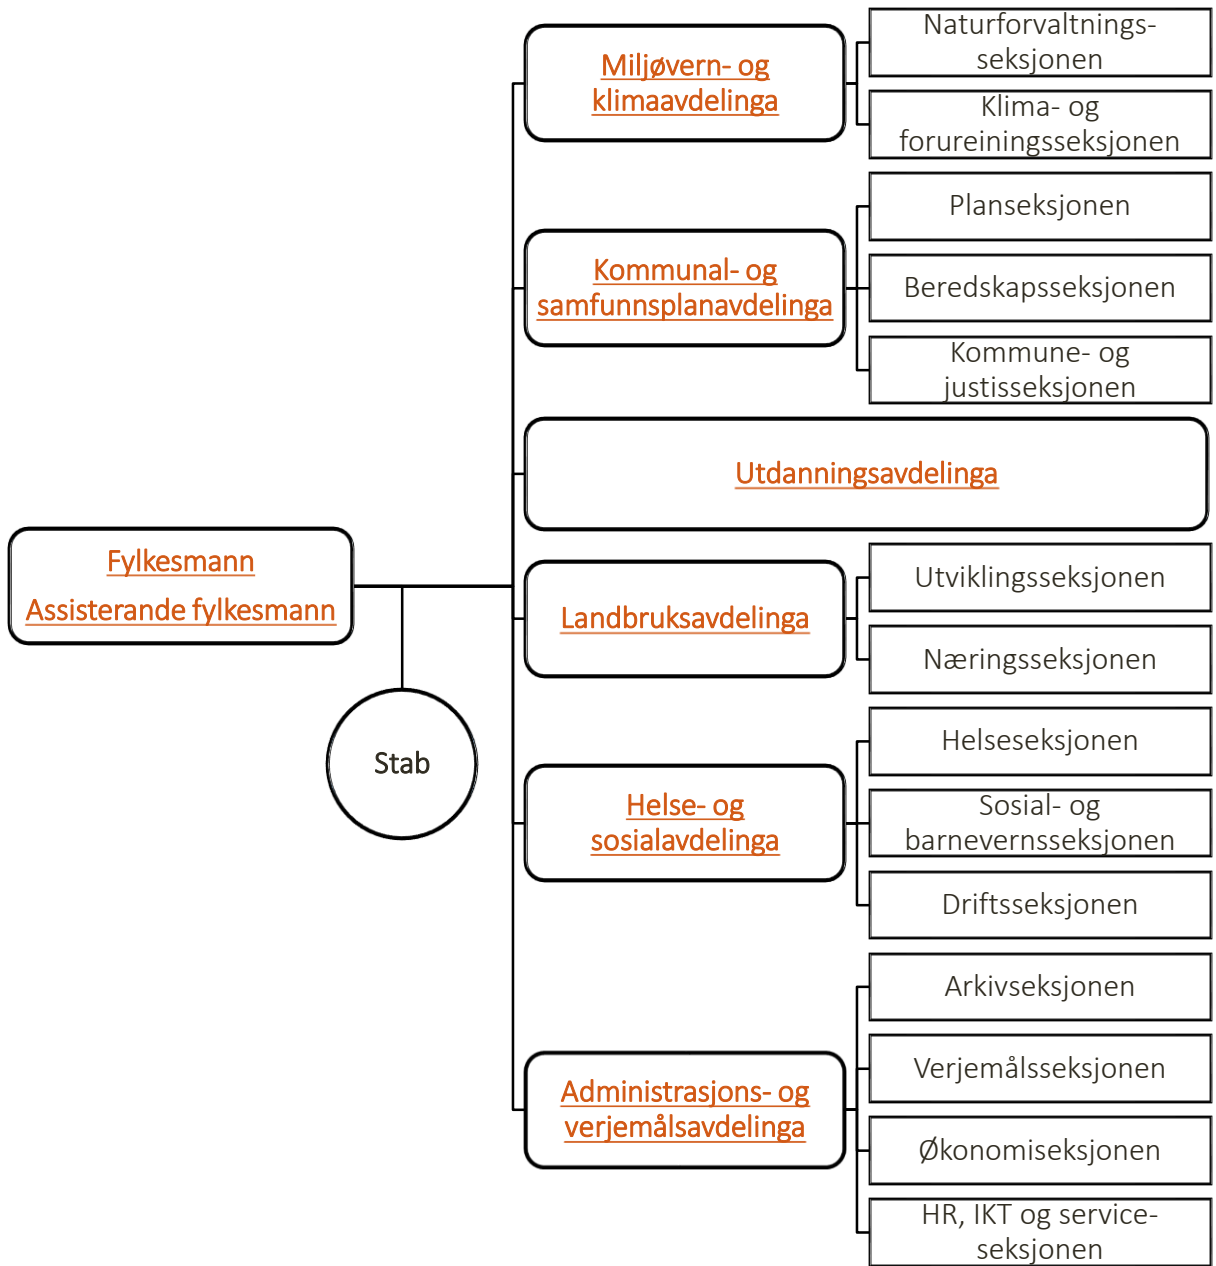 Fylkesmann
Assisterande fylkesmann
Stab
Miljøvern- og
klimaavdelinga
Naturforvaltnings-
seksjonen
Klima- og
forureiningsseksjonen
Kommunal- og
samfunnsplanavdelinga
Planseksjonen
Beredskapsseksjonen
Kommune- og
justisseksjonen
Utdanningsavdelinga
Landbruksavdelinga
Utviklingsseksjonen
Næringsseksjonen
Helse- og
sosialavdelinga
Helseseksjonen
Sosial- og
barnevernsseksjonen
Driftsseksjonen
Administrasjons- og
verjemålsavdelinga
Arkivseksjonen
Verjemålsseksjonen
Økonomiseksjonen
HR, IKT og service-
seksjonen